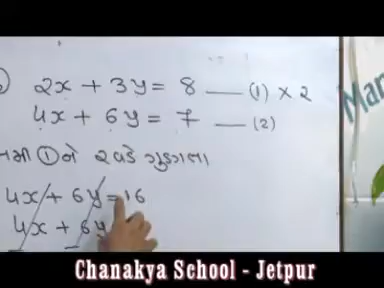 2x + 3y = 8 — (1) × 2
4x + 6y = 7 — (2)
સમી ① ને ૨ વડે ગુણતા
4x + 6y = 16
4x + 6y
Chanakya School - Jetpur